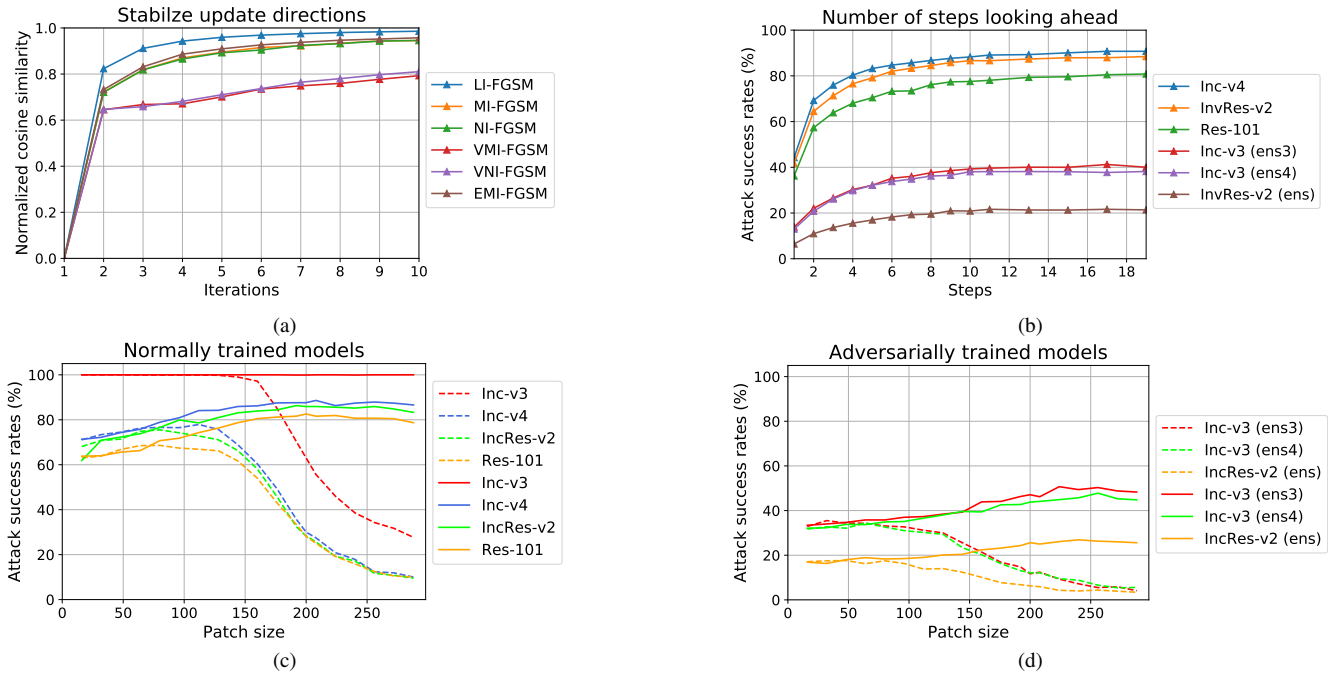 Stabilze update directions
Normalized cosine similarity
1.0
0.8
0.6
0.4
0.2
0.0
1 2 3 4 5 6 7 8 9 10
Iterations
LI-FGSM
MI-FGSM
NI-FGSM
VMI-FGSM
VNI-FGSM
EMI-FGSM
(a)
Number of steps looking ahead
Attack success rates (%)
100
80
60
40
20
0
2 4 6 8 10 12 14 16 18
Steps
Inc-v4
InvRes-v2
Res-101
Inc-v3 (ens3)
Inc-v3 (ens4)
InvRes-v2 (ens)
(b)
Normally trained models
Attack success rates (%)
100
80
60
40
20
0
0 50 100 150 200 250
Patch size
Inc-v3
Inc-v4
IncRes-v2
Res-101
Inc-v3
Inc-v4
IncRes-v2
Res-101
(c)
Adversarially trained models
Attack success rates (%)
100
80
60
40
20
0
0 50 100 150 200 250
Patch size
Inc-v3 (ens3)
Inc-v3 (ens4)
IncRes-v2 (ens)
Inc-v3 (ens3)
Inc-v3 (ens4)
IncRes-v2 (ens)
(d)